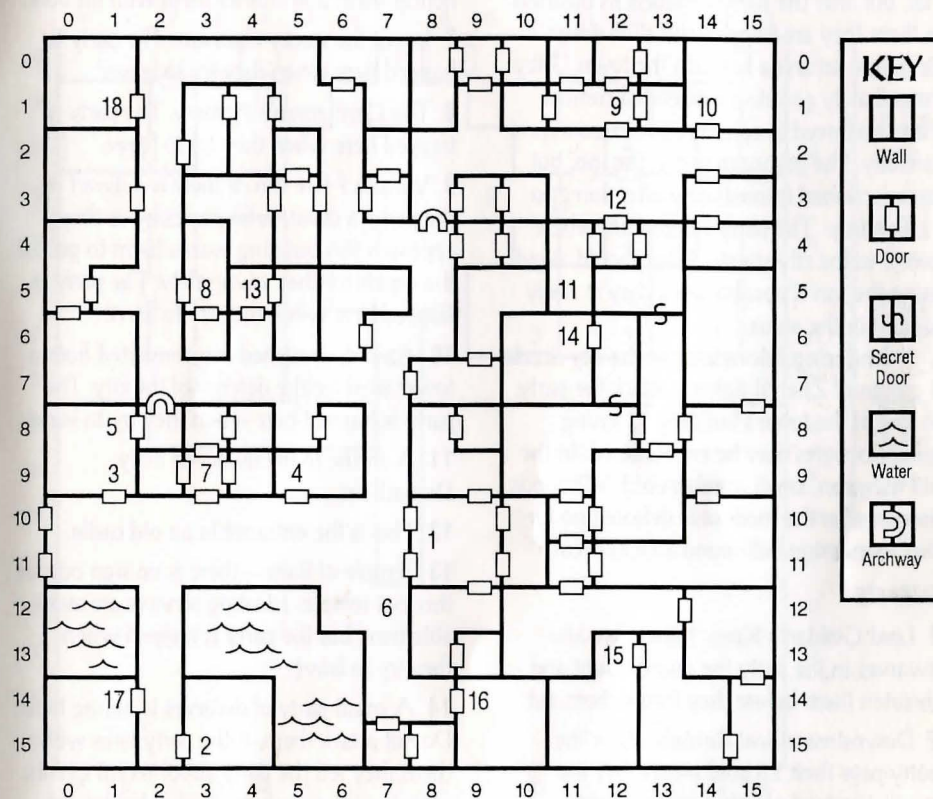 0 1 2 3 4 5 6 7 8 9 10 11 12 13 14 15
0 0 KEY
18 1 9 10 1
2 2 Wall
3 12 3
4 4 Door
5 8 13 11 5
6 14 6 Secret
Door
7 7
8 5 8 Water
9 3 7 4 9
10 1 10 Archway
11 11
12 6 12
13 15 13
14 17 16 14
15 2 15
0 1 2 3 4 5 6 7 8 9 10 11 12 13 14 15